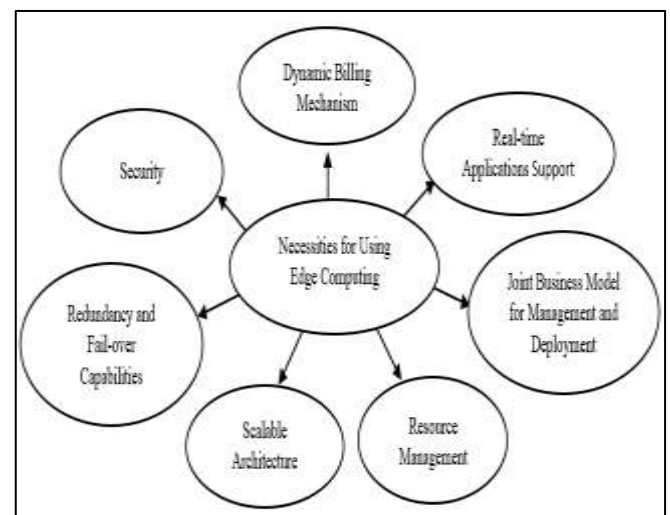 Dynamic Billing
Mechanism
Real-time
Applications Support
Security
Necessities for Using
Edge Computing
Joint Business Model
for Management and
Deployment
Redundancy and
Fail-over
Capabilities
Scalable
Architecture
Resource
Management